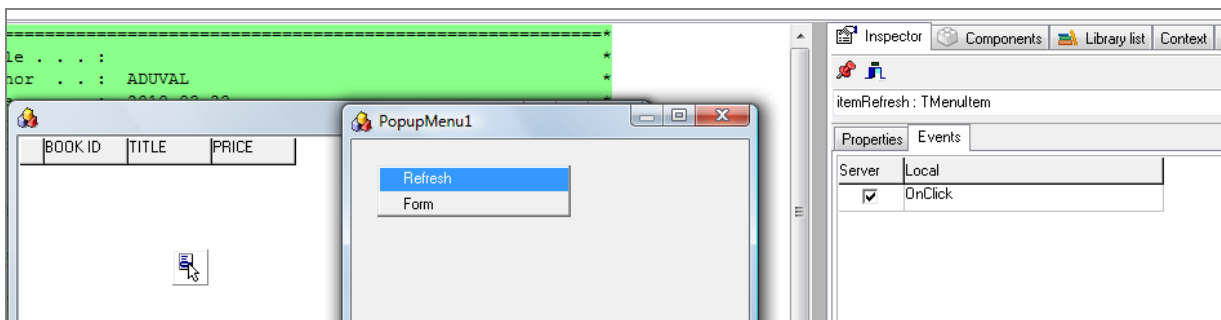 =====================================================================*
le . . . : *
hor . . : ADUVAL *
BOOK ID TITLE PRICE
PopupMenu1
Refresh
Form
Inspector Components Library list Context
itemRefresh : TMenuItem
Properties Events
Server Local
OnClick